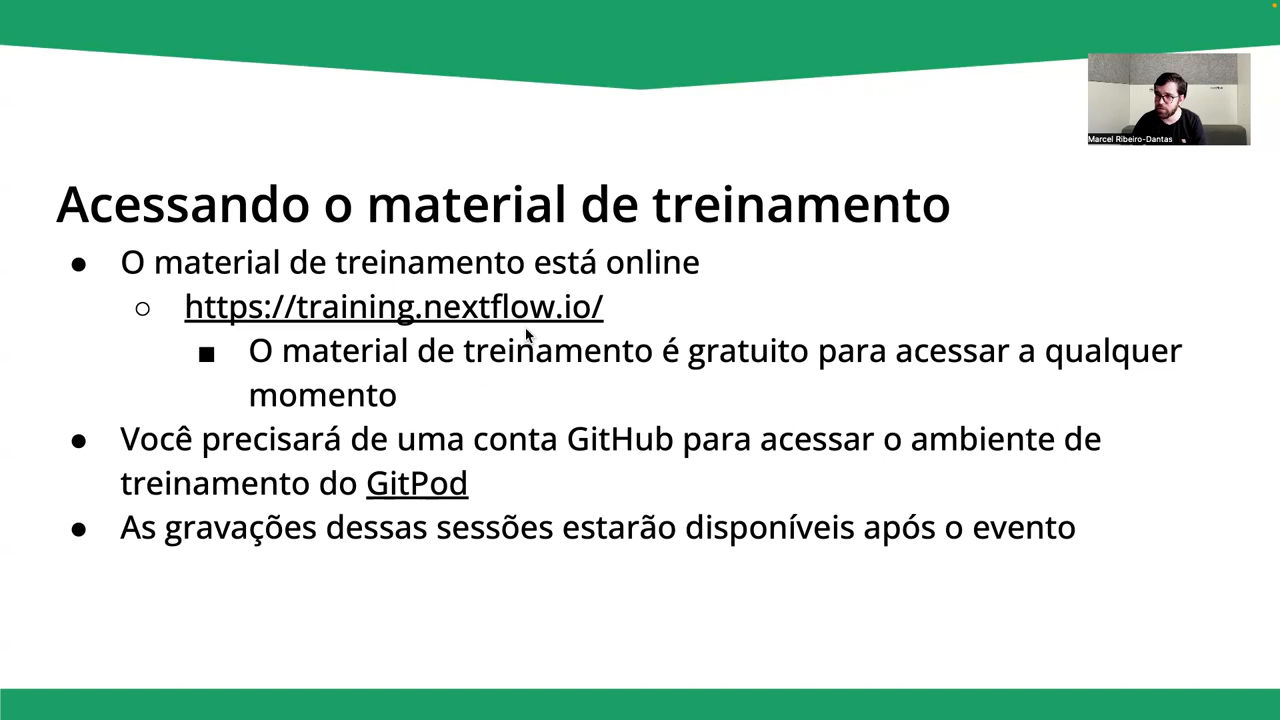 Marcel Ribeiro-Dantas
Acessando o material de treinamento
● O material de treinamento está online
○ https://training.nextflow.io/
■ O material de treinamento é gratuito para acessar a qualquer
momento
● Você precisará de uma conta GitHub para acessar o ambiente de
treinamento do GitPod
● As gravações dessas sessões estarão disponíveis após o evento